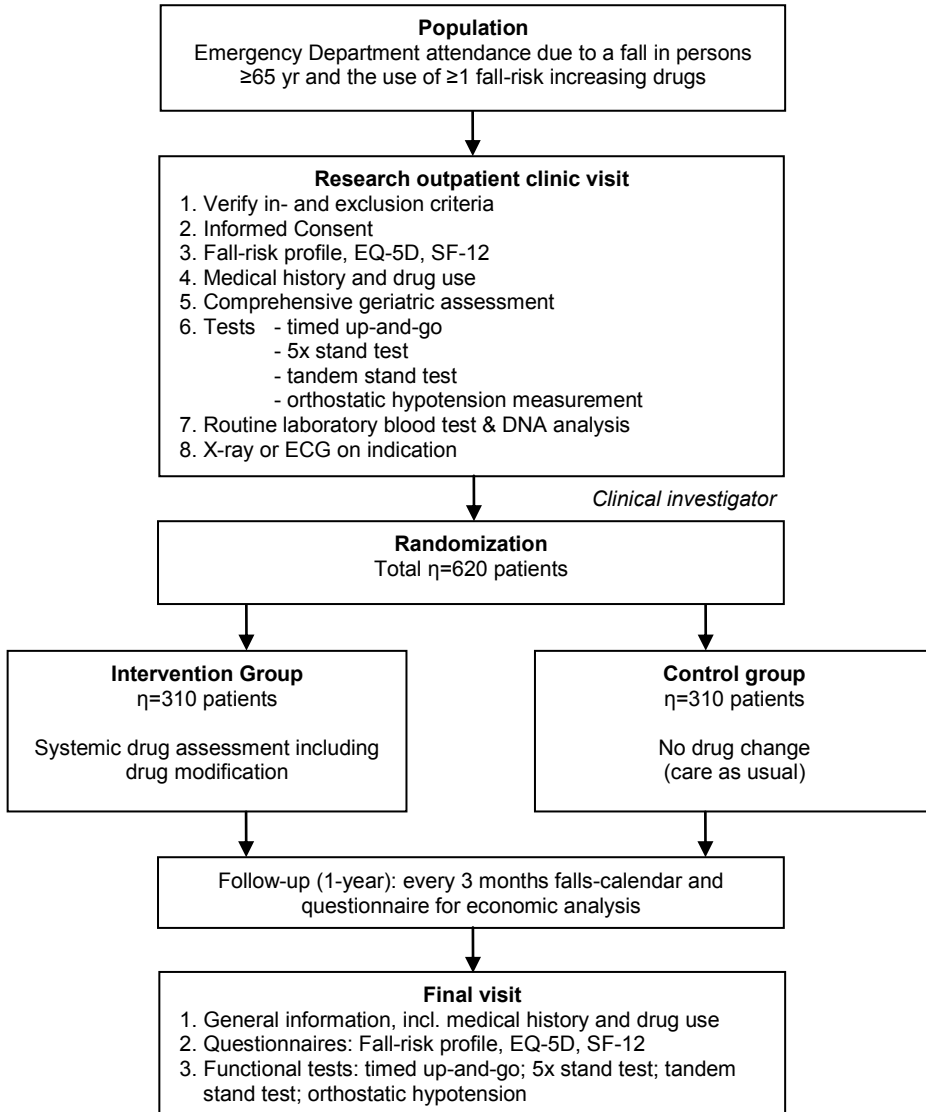 Population
Emergency Department attendance due to a fall in persons
≥65 yr and the use of ≥1 fall-risk increasing drugs
Research outpatient clinic visit
1. Verify in- and exclusion criteria
2. Informed Consent
3. Fall-risk profile, EQ-5D, SF-12
4. Medical history and drug use
5. Comprehensive geriatric assessment
6. Tests - timed up-and-go
- 5x stand test
- tandem stand test
- orthostatic hypotension measurement
7. Routine laboratory blood test & DNA analysis
8. X-ray or ECG on indication
Clinical investigator
Randomization
Total η=620 patients
Intervention Group
η=310 patients
Systemic drug assessment including
drug modification
Control group
η=310 patients
No drug change
(care as usual)
Follow-up (1-year): every 3 months falls-calendar and
questionnaire for economic analysis
Final visit
1. General information, incl. medical history and drug use
2. Questionnaires: Fall-risk profile, EQ-5D, SF-12
3. Functional tests: timed up-and-go; 5x stand test; tandem
stand test; orthostatic hypotension